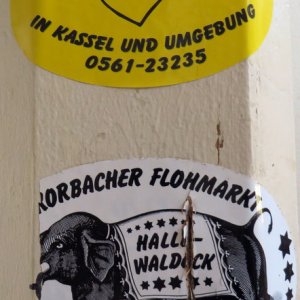 IN KASSEL UND UMGEBUNG
0561-23235
KORBACHER FLOHMARKT
HALLE-
WALDECK